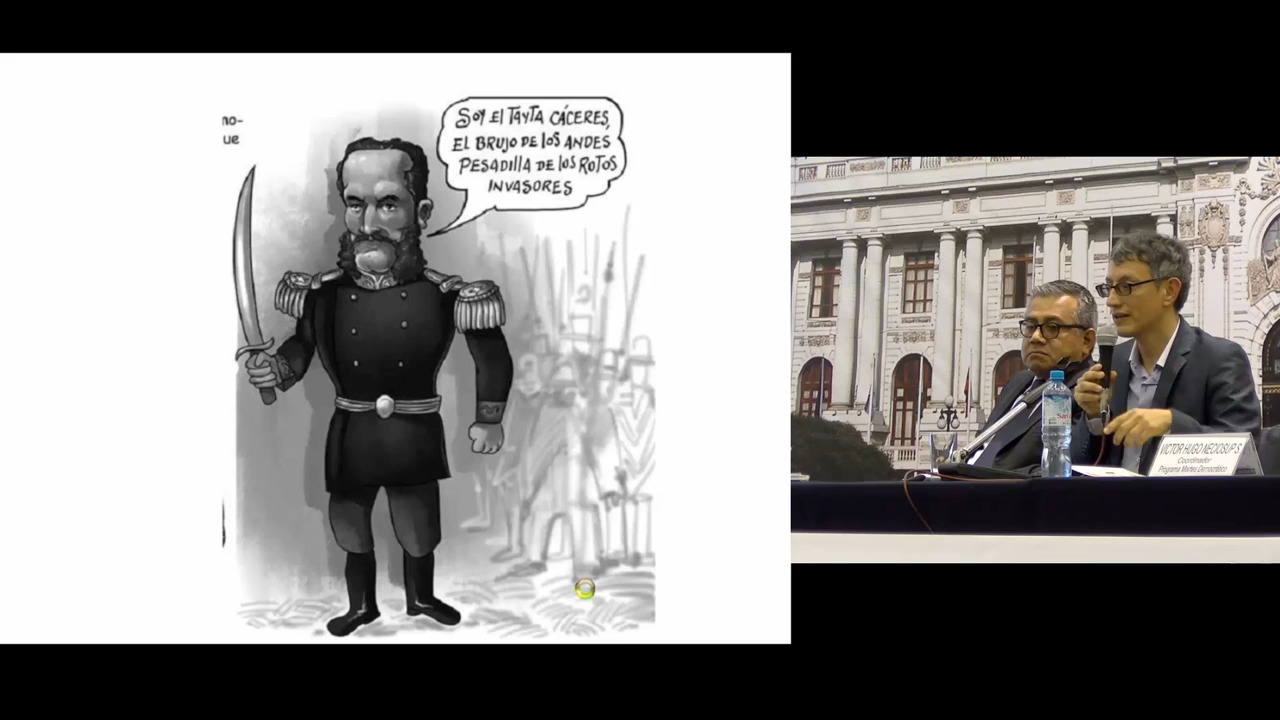 no-
ue
SOY El TAYTA CÁCERES,
EL BRUJO DE lOS ANDES
PESADIllA DE lOS ROTOS
INVASORES
VICTOR HUGO NECIOSUP S.
Coordinador
Programa Martes Democrático